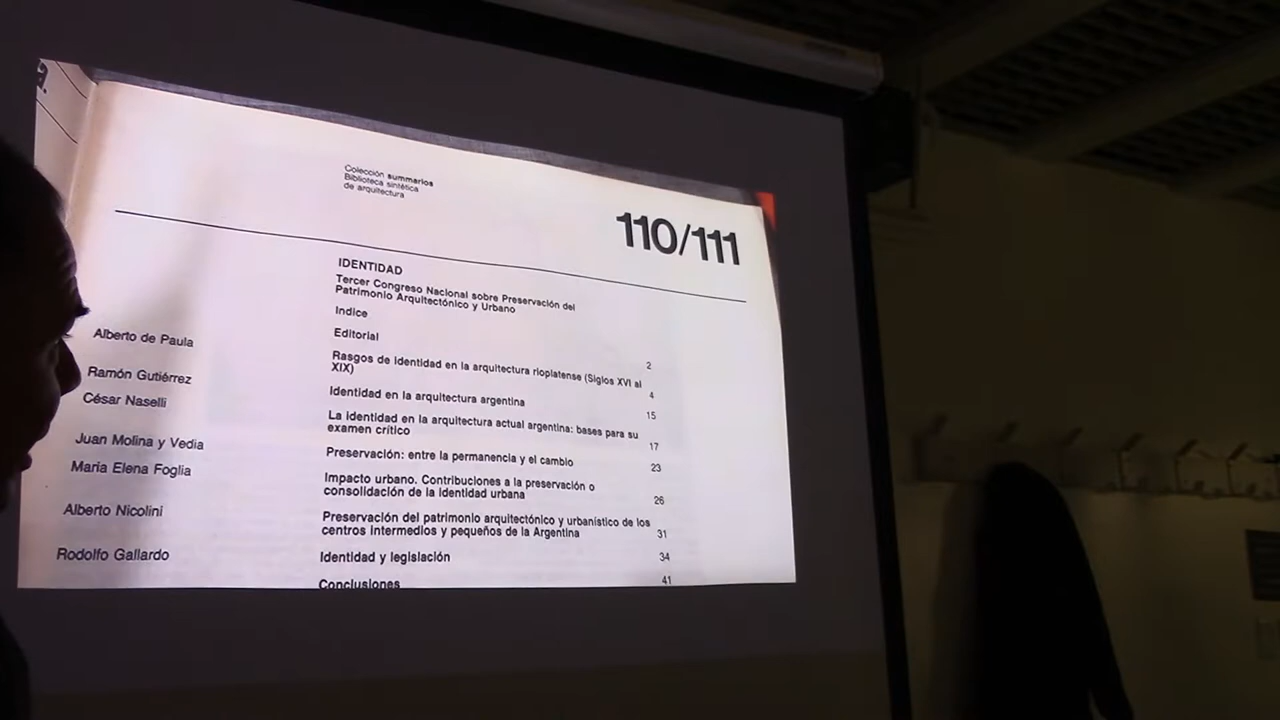 a.
Colección summarios
Biblioteca sintética
de arquitectura
110/111
IDENTIDAD
Tercer Congreso Nacional sobre Preservación del
Patrimonio Arquitectónico y Urbano
Indice
Editorial 2
Alberto de Paula Rasgos de identidad en la arquitectura rioplatense (Siglos XVI al
XIX) 4
Ramón Gutiérrez Identidad en la arquitectura argentina 15
César Naselli La identidad en la arquitectura actual argentina: bases para su
examen crítico 17
Juan Molina y Vedia Preservación: entre la permanencia y el cambio 23
Maria Elena Foglia Impacto urbano. Contribuciones a la preservación o
consolidación de la identidad urbana 26
Alberto Nicolini Preservación del patrimonio arquitectónico y urbanístico de los
centros intermedios y pequeños de la Argentina 31
Rodolfo Gallardo Identidad y legislación 34
Conclusiones 41